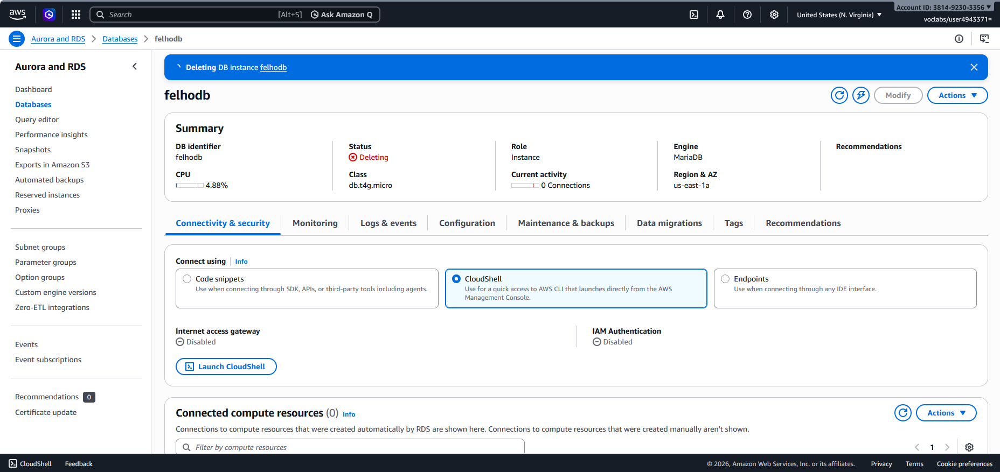 aws
Search [Alt+S] Ask Amazon Q
United States (N. Virginia)
Account ID: 3814-9230-3356
voclabs/user4943371=
Aurora and RDS > Databases > felhodb
Aurora and RDS
Dashboard
Databases
Query editor
Performance insights
Snapshots
Exports in Amazon S3
Automated backups
Reserved instances
Proxies
Subnet groups
Parameter groups
Option groups
Custom engine versions
Zero-ETL integrations
Events
Event subscriptions
Recommendations 0
Certificate update
Deleting DB instance felhodb
felhodb
Modify
Actions
Summary
DB identifier
felhodb
CPU
4.88%
Status
Deleting
Class
db.t4g.micro
Role
Instance
Current activity
0 Connections
Engine
MariaDB
Region & AZ
us-east-1a
Recommendations
Connectivity & security
Monitoring
Logs & events
Configuration
Maintenance & backups
Data migrations
Tags
Recommendations
Connect using Info
Code snippets
Use when connecting through SDK, APIs, or third-party tools including agents.
CloudShell
Use for a quick access to AWS CLI that launches directly from the AWS
Management Console.
Endpoints
Use when connecting through any IDE interface.
Internet access gateway
Disabled
IAM Authentication
Disabled
Launch CloudShell
Connected compute resources (0) Info
Actions
Connections to compute resources that were created automatically by RDS are shown here. Connections to compute resources that were created manually aren't shown.
Filter by compute resources
1
CloudShell
Feedback
© 2026, Amazon Web Services, Inc. or its affiliates.
Privacy
Terms
Cookie preferences